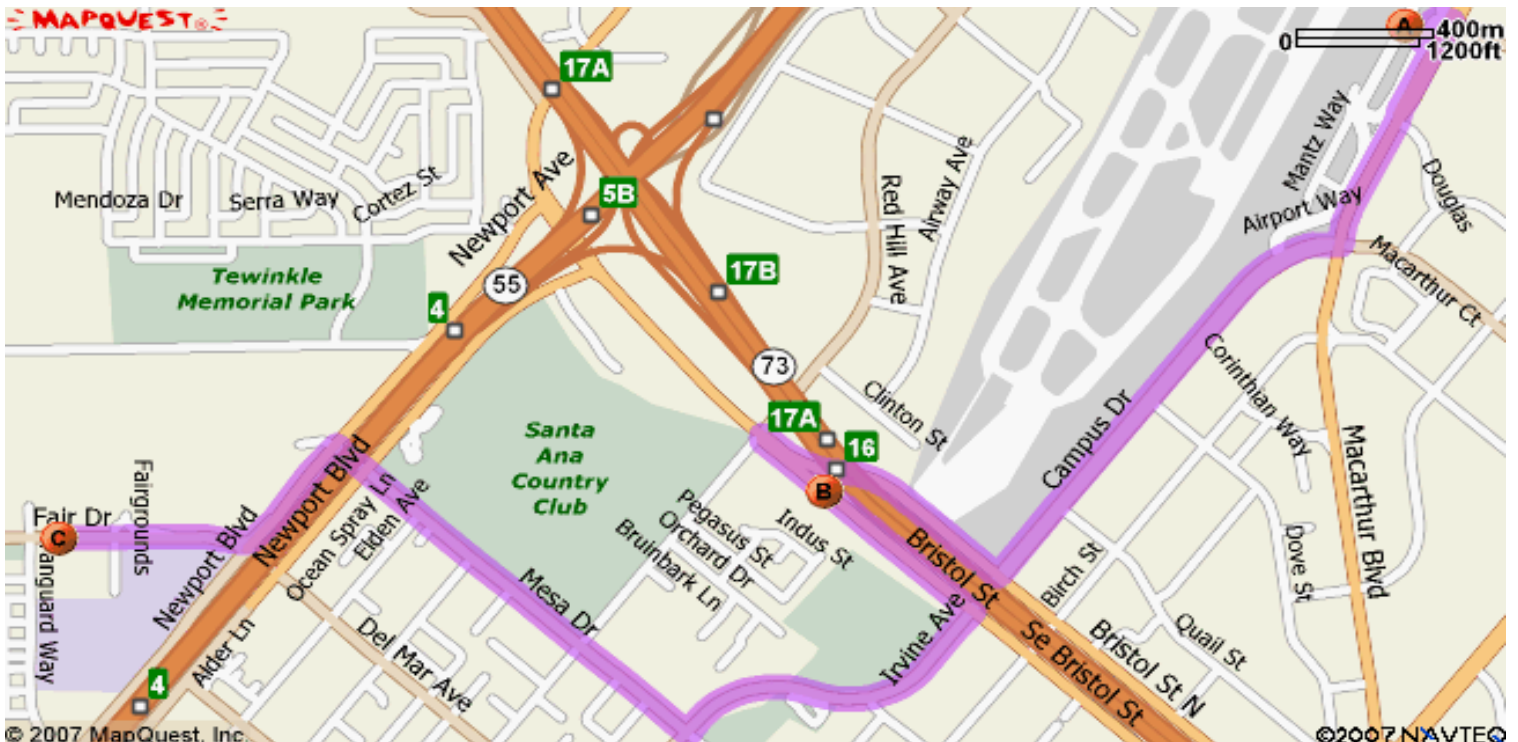 MAPQUEST®
A
400m
0
1200ft
17A
Mantz Way
Airway Ave
Douglas
5B
Newport Ave
Red Hill Ave
Mendoza Dr
Serra Way
Cortez St
Airport Way
Macarthur Ct
17B
Tewinkle
Memorial Park
55
4
73
Corinthian Way
Clinton St
17A
16
Campus Dr
Macarthur Blvd
Santa
Ana
Country
Club
Newport Blvd
Fairgrounds
B
Fair Dr
C
Newport Blvd
Ocean Spray Ln
Elden Ave
Pegasus St
Orchard Dr
Bruinbark Ln
Indus St
Bristol St
Birch St
Dove St
Mesa Dr
Irvine Ave
Se Bristol St
Bristol St N
Quail St
Alder Ln
Del Mar Ave
Way
4
© 2007 MapQuest, Inc.
©2007 NAVTEQ